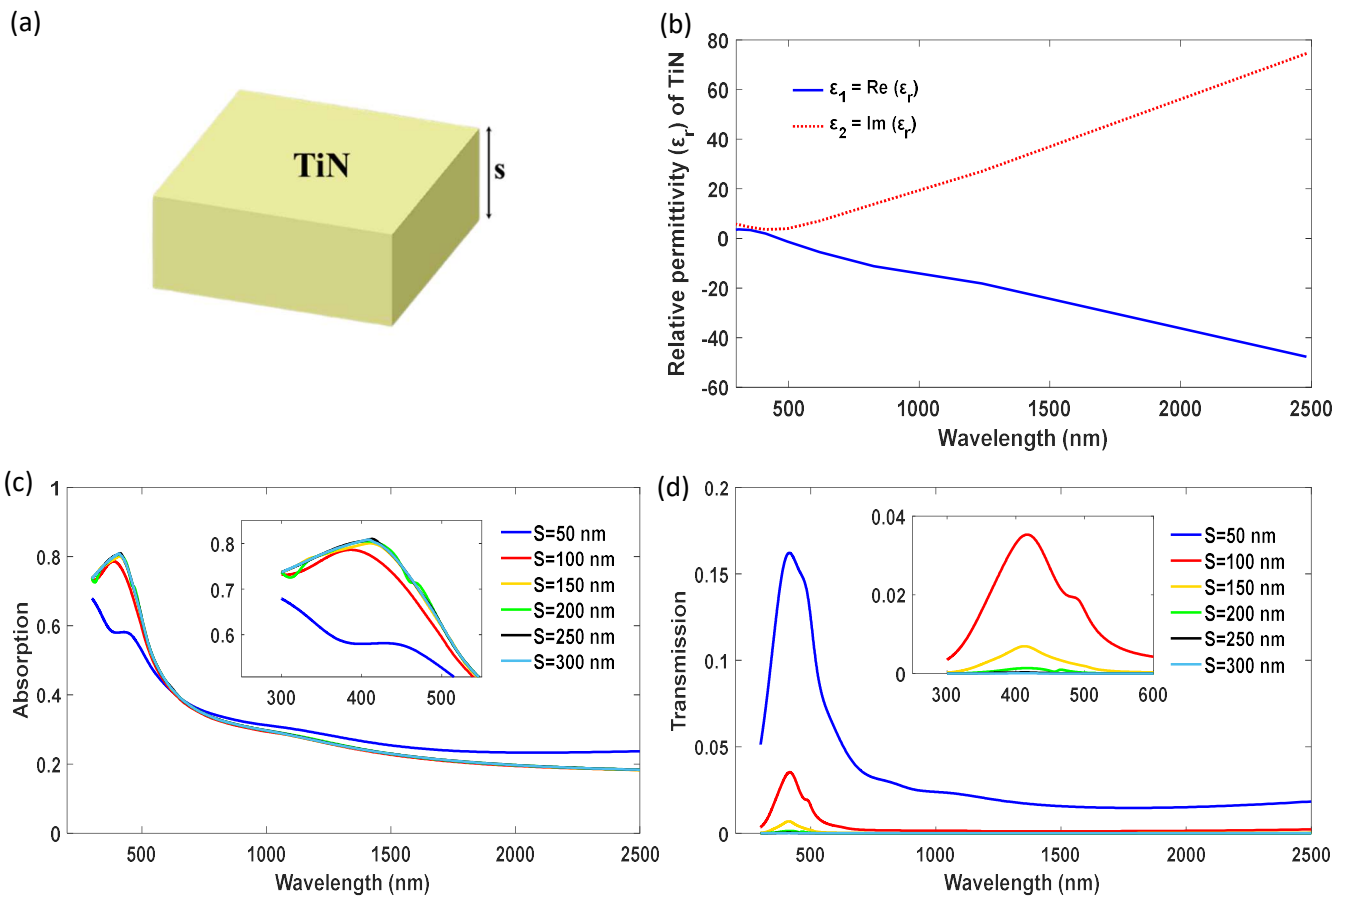 (a)
TiN
s
(b)
Relative permittivity (εr) of TiN
80
60
40
20
0
-20
-40
-60
ε1 = Re (εr)
ε2 = Im (εr)
500
1000
1500
2000
2500
Wavelength (nm)
(c)
Absorption
1
0.8
0.6
0.4
0.2
0
0.8
0.7
0.6
300
400
500
S=50 nm
S=100 nm
S=150 nm
S=200 nm
S=250 nm
S=300 nm
500
1000
1500
2000
2500
Wavelength (nm)
(d)
Transmission
0.2
0.15
0.1
0.05
0
0.04
0.02
0
300
400
500
600
S=50 nm
S=100 nm
S=150 nm
S=200 nm
S=250 nm
S=300 nm
500
1000
1500
2000
2500
Wavelength (nm)